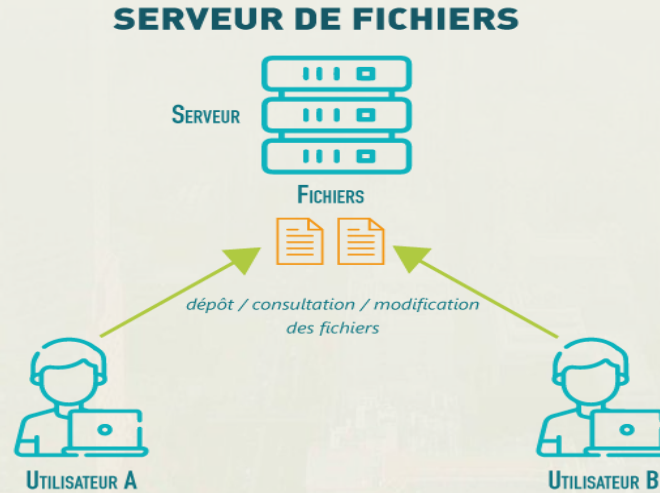 SERVEUR DE FICHIERS
SERVEUR
FICHIERS
dépôt / consultation / modification
des fichiers
UTILISATEUR A
UTILISATEUR B